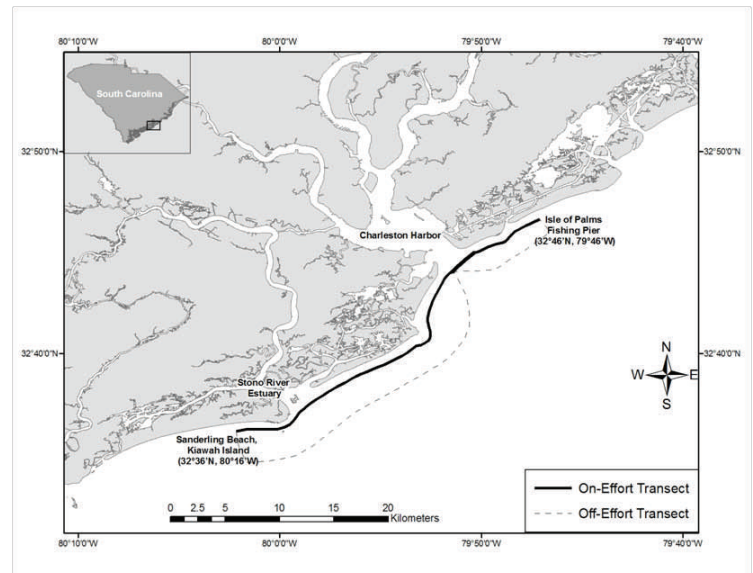 80°10'0"W 80°0'0"W 79°50'0"W 79°40'0"W
South Carolina
32°50'0"N
32°50'0"N
Isle of Palms
Fishing Pier
(32°46'N, 79°46'W)
Charleston Harbor
32°40'0"N
32°40'0"N
N
W E
S
Stono River
Estuary
Sanderling Beach,
Kiawah Island
(32°36'N, 80°16'W)
0 2.5 5 10 15 20
Kilometers
On-Effort Transect
Off-Effort Transect
80°10'0"W 80°0'0"W 79°50'0"W 79°40'0"W